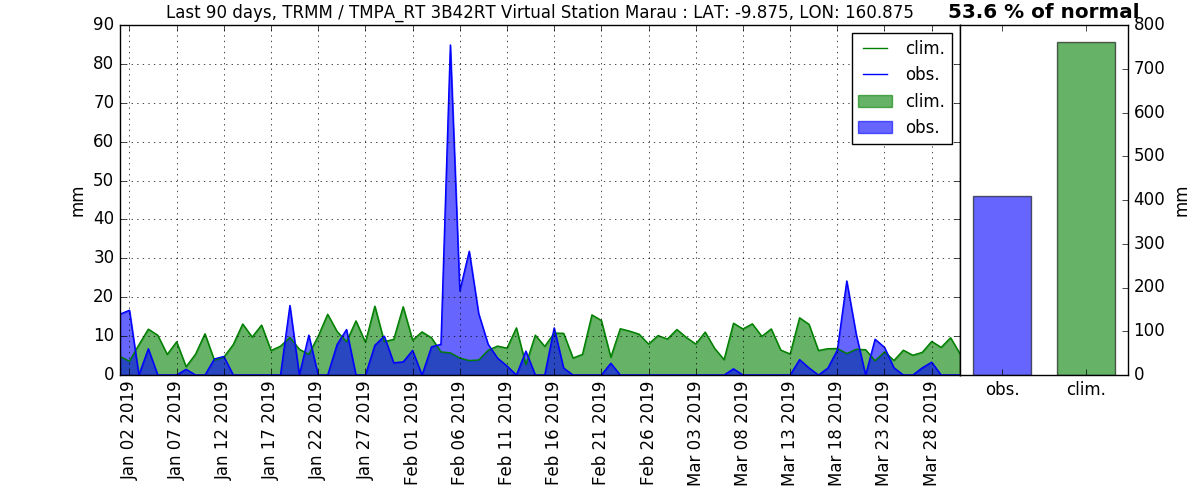 Last 90 days, TRMM / TMPA_RT 3B42RT Virtual Station Marau : LAT: -9.875, LON: 160.875
53.6 % of normal
90
80
70
60
50
40
30
20
10
0
mm
clim.
obs.
clim.
obs.
Jan 02 2019
Jan 07 2019
Jan 12 2019
Jan 17 2019
Jan 22 2019
Jan 27 2019
Feb 01 2019
Feb 06 2019
Feb 11 2019
Feb 16 2019
Feb 21 2019
Feb 26 2019
Mar 03 2019
Mar 08 2019
Mar 13 2019
Mar 18 2019
Mar 23 2019
Mar 28 2019
800
700
600
500
400
300
200
100
0
mm
obs.
clim.